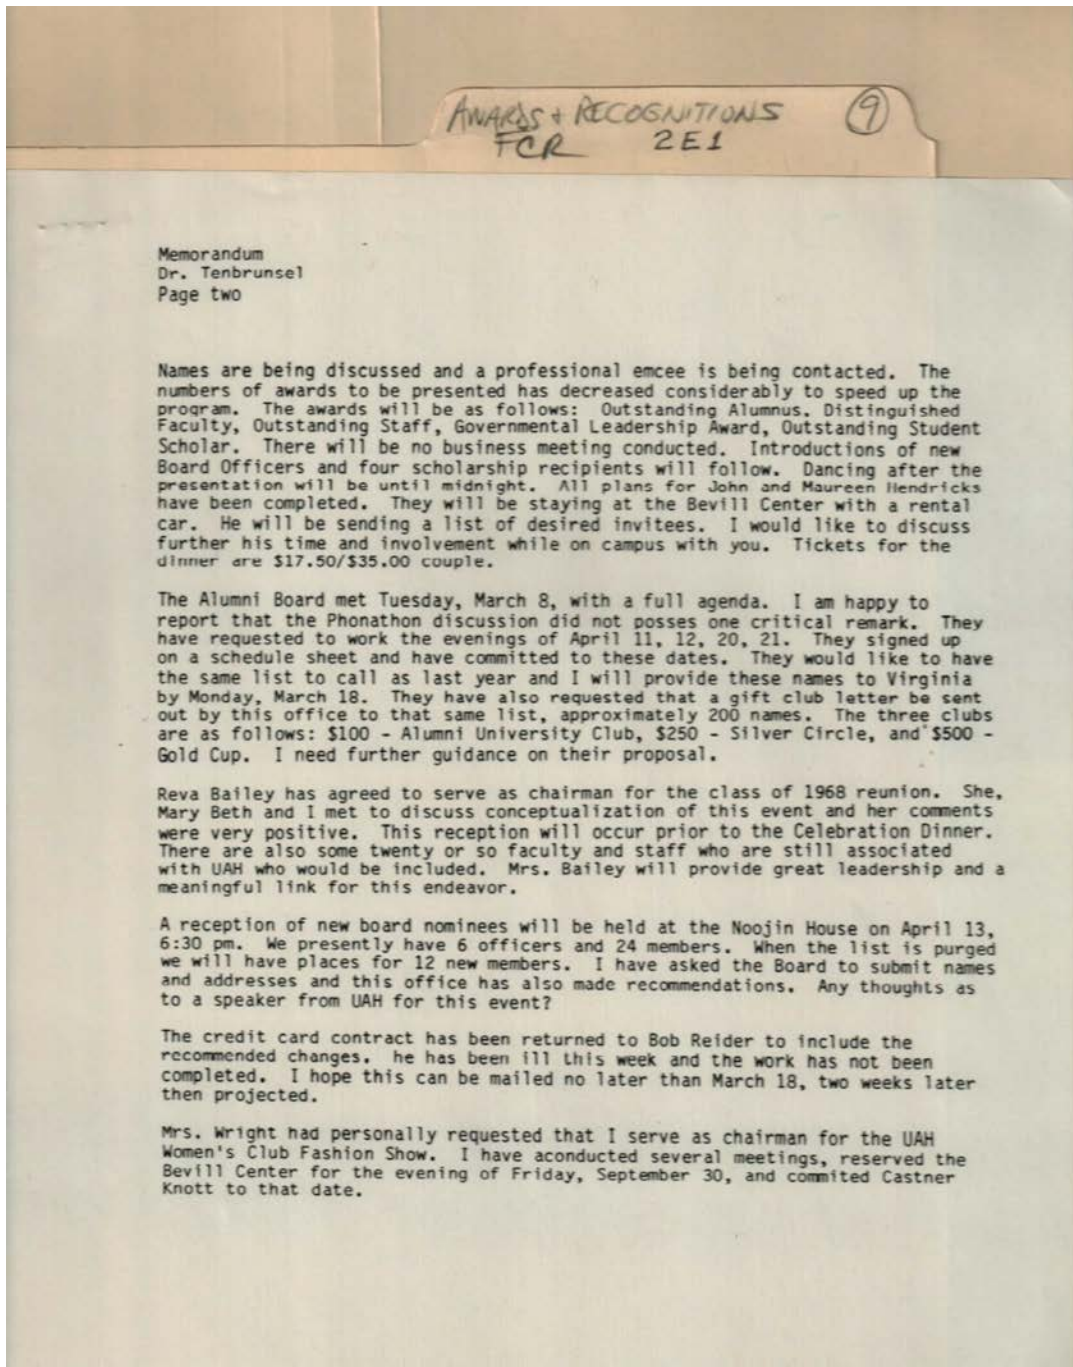 AWARDS + RECOGNITIONS 9
FCR 2E1
Memorandum
Dr. Tenbrunsel
Page two
Names are being discussed and a professional emcee is being contacted. The
numbers of awards to be presented has decreased considerably to speed up the
program. The awards will be as follows: Outstanding Alumnus. Distinguished
Faculty, Outstanding Staff, Governmental Leadership Award, Outstanding Student
Scholar. There will be no business meeting conducted. Introductions of new
Board Officers and four scholarship recipients will follow. Dancing after the
presentation will be until midnight. All plans for John and Maureen Hendricks
have been completed. They will be staying at the Bevill Center with a rental
car. He will be sending a list of desired invitees. I would like to discuss
further his time and involvement while on campus with you. Tickets for the
dinner are $17.50/$35.00 couple.
The Alumni Board met Tuesday, March 8, with a full agenda. I am happy to
report that the Phonathon discussion did not posses one critical remark. They
have requested to work the evenings of April 11, 12, 20, 21. They signed up
on a schedule sheet and have committed to these dates. They would like to have
the same list to call as last year and I will provide these names to Virginia
by Monday, March 18. They have also requested that a gift club letter be sent
out by this office to that same list, approximately 200 names. The three clubs
are as follows: $100 - Alumni University Club, $250 - Silver Circle, and $500 -
Gold Cup. I need further guidance on their proposal.
Reva Bailey has agreed to serve as chairman for the class of 1968 reunion. She,
Mary Beth and I met to discuss conceptualization of this event and her comments
were very positive. This reception will occur prior to the Celebration Dinner.
There are also some twenty or so faculty and staff who are still associated
with UAH who would be included. Mrs. Bailey will provide great leadership and a
meaningful link for this endeavor.
A reception of new board nominees will be held at the Noojin House on April 13,
6:30 pm. We presently have 6 officers and 24 members. When the list is purged
we will have places for 12 new members. I have asked the Board to submit names
and addresses and this office has also made recommendations. Any thoughts as
to a speaker from UAH for this event?
The credit card contract has been returned to Bob Reider to include the
recommended changes. he has been ill this week and the work has not been
completed. I hope this can be mailed no later than March 18, two weeks later
then projected.
Mrs. Wright had personally requested that I serve as chairman for the UAH
Women's Club Fashion Show. I have aconducted several meetings, reserved the
Bevill Center for the evening of Friday, September 30, and commited Castner
Knott to that date.